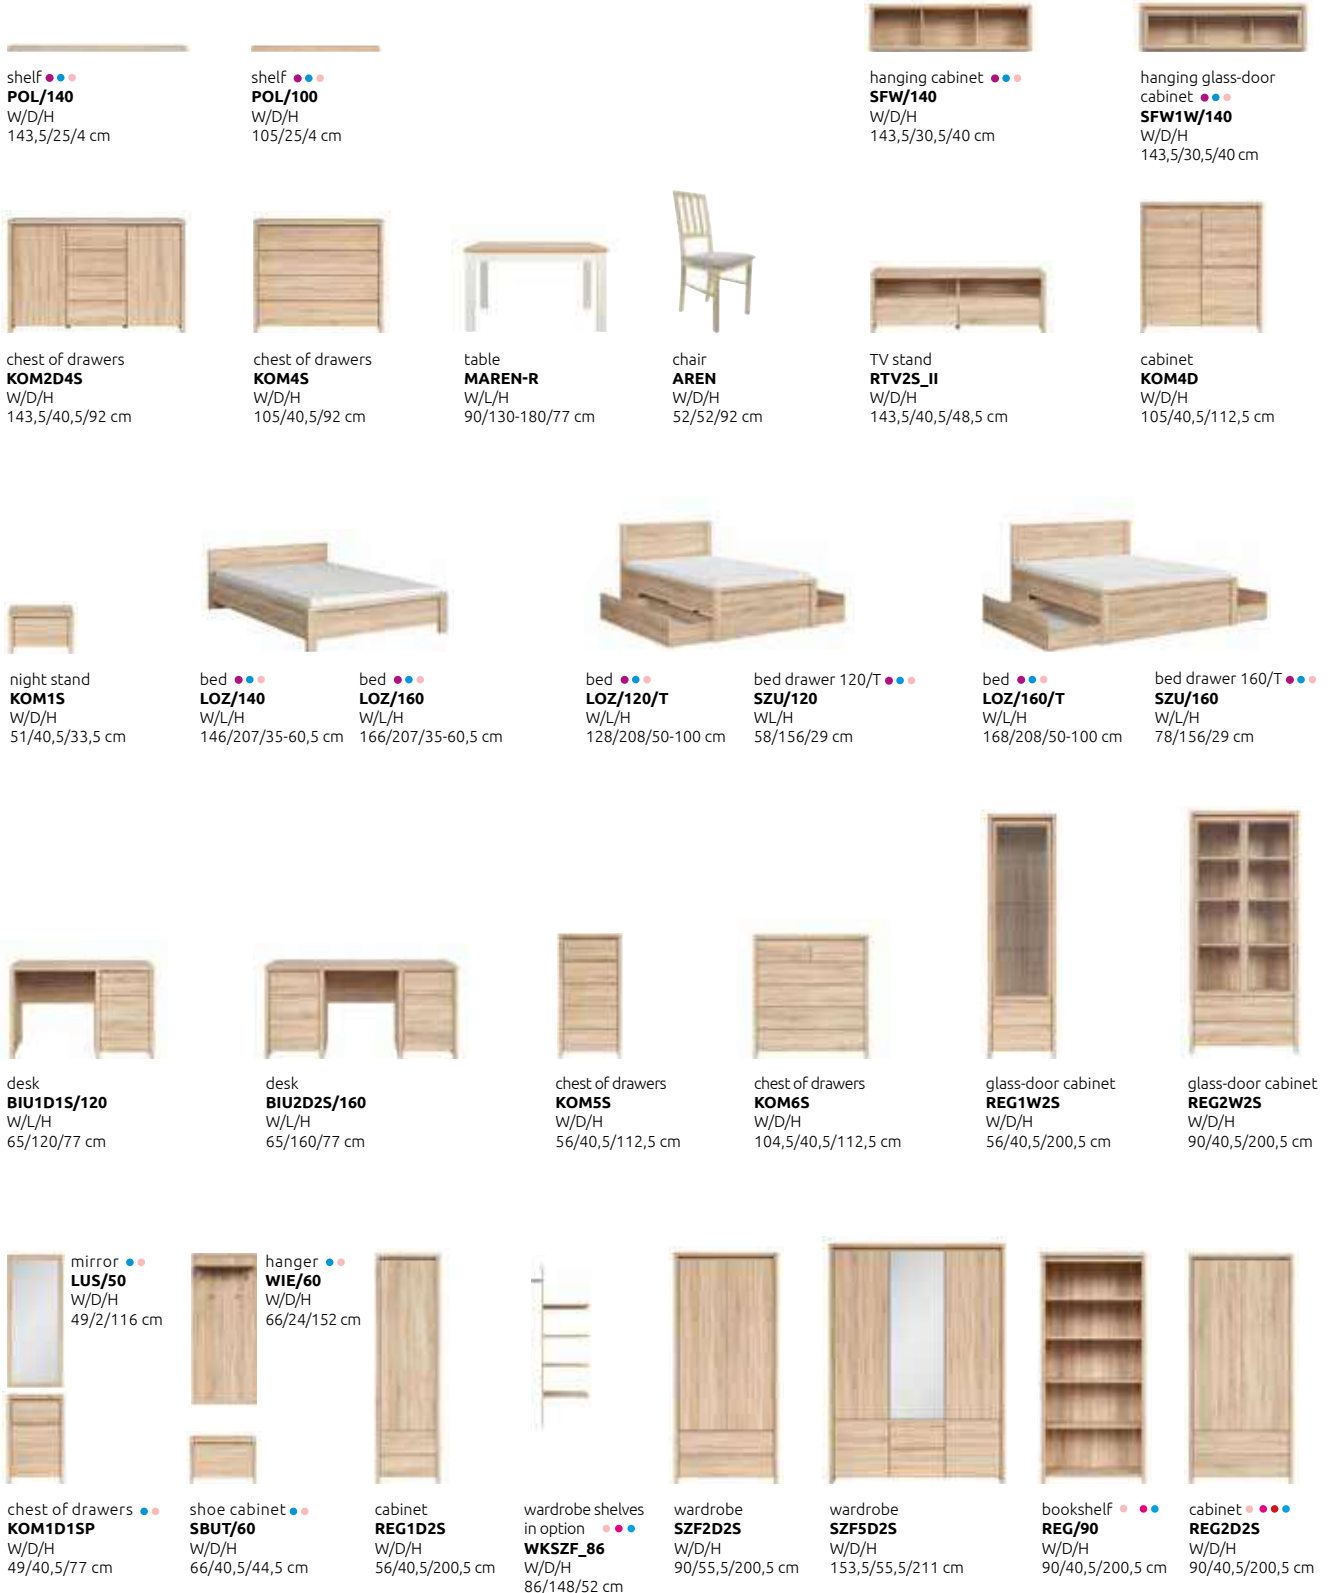 shelf
POL/140
W/D/H
143,5/25/4 cm
shelf
POL/100
W/D/H
105/25/4 cm
hanging cabinet
SFW/140
W/D/H
143,5/30,5/40 cm
hanging glass-door
cabinet
SFW1W/140
W/D/H
143,5/30,5/40 cm
chest of drawers
KOM2D4S
W/D/H
143,5/40,5/92 cm
chest of drawers
KOM4S
W/D/H
105/40,5/92 cm
table
MAREN-R
W/L/H
90/130-180/77 cm
chair
AREN
W/D/H
52/52/92 cm
TV stand
RTV2S_II
W/D/H
143,5/40,5/48,5 cm
cabinet
KOM4D
W/D/H
105/40,5/112,5 cm
night stand
KOM1S
W/D/H
51/40,5/33,5 cm
bed
LOZ/140
W/L/H
146/207/35-60,5 cm
bed
LOZ/160
W/L/H
166/207/35-60,5 cm
bed
LOZ/120/T
W/L/H
128/208/50-100 cm
bed drawer 120/T
SZU/120
WL/H
58/156/29 cm
bed
LOZ/160/T
W/L/H
168/208/50-100 cm
bed drawer 160/T
SZU/160
W/L/H
78/156/29 cm
desk
BIU1D1S/120
W/L/H
65/120/77 cm
desk
BIU2D2S/160
W/L/H
65/160/77 cm
chest of drawers
KOM5S
W/D/H
56/40,5/112,5 cm
chest of drawers
KOM6S
W/D/H
104,5/40,5/112,5 cm
glass-door cabinet
REG1W2S
W/D/H
56/40,5/200,5 cm
glass-door cabinet
REG2W2S
W/D/H
90/40,5/200,5 cm
mirror
LUS/50
W/D/H
49/2/116 cm
hanger
WIE/60
W/D/H
66/24/152 cm
chest of drawers
KOM1D1SP
W/D/H
49/40,5/77 cm
shoe cabinet
SBUT/60
W/D/H
66/40,5/44,5 cm
cabinet
REG1D2S
W/D/H
56/40,5/200,5 cm
wardrobe shelves
in option
WKSZF_86
W/D/H
86/148/52 cm
wardrobe
SZF2D2S
W/D/H
90/55,5/200,5 cm
wardrobe
SZF5D2S
W/D/H
153,5/55,5/211 cm
bookshelf
REG/90
W/D/H
90/40,5/200,5 cm
cabinet
REG2D2S
W/D/H
90/40,5/200,5 cm